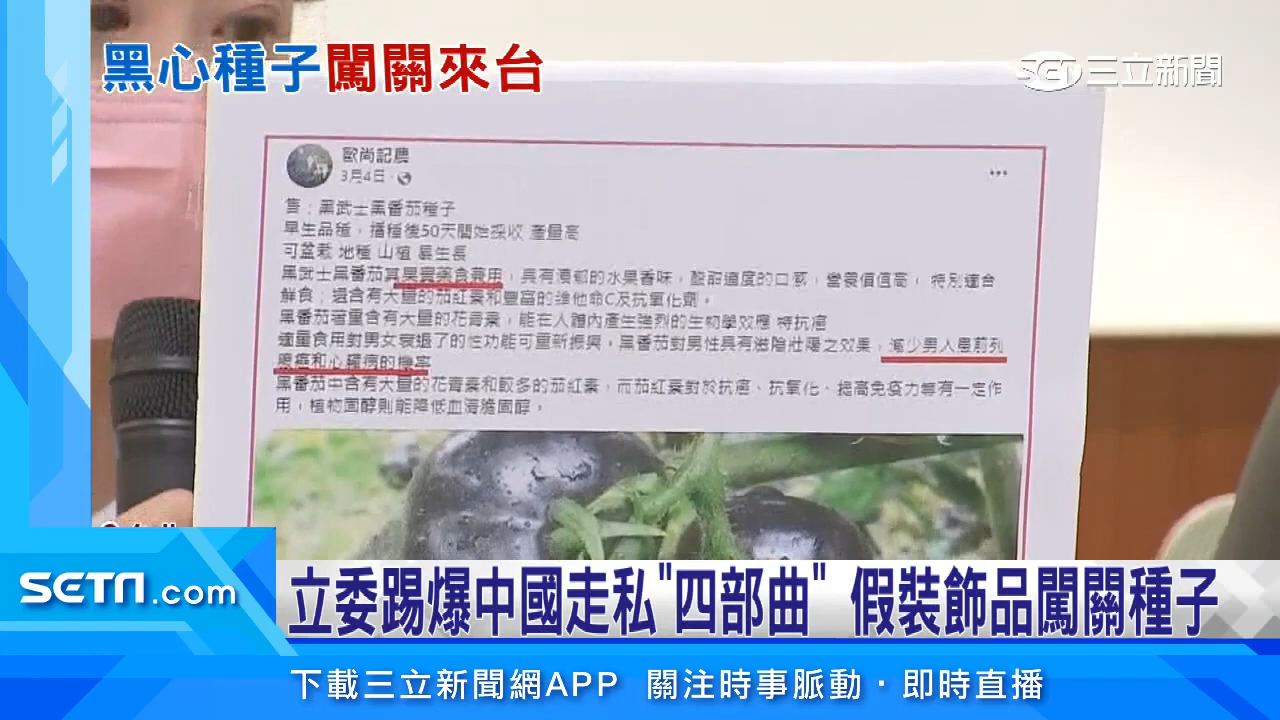 黑心種子闖關來台
SET 三立新聞
歐尚記農
3月4日
售：黑武士黑番茄種子
早生品種，播種後50天開始採收 產量高
可盆栽 地種 山植 易生長
黑武士黑番茄其果實藥食兼用，具有濃郁的水果香味，酸甜適度的口感，營養價值高， 特別適合
鮮食；還含有大量的茄紅素和豐富的維他命C及抗氧化劑。
黑番茄著量含有大量的花青素，能在人體內產生強烈的生物學效應 特抗癌
適量食用對男女衰退了的性功能可重新振興，黑番茄對男性具有滋陰壯陽之效果，減少男人患前列
腺癌和心臟病的機率
黑番茄中含有大量的花青素和較多的茄紅素，而茄紅素對於抗癌、抗氧化、提高免疫力等有一定作
用，植物固醇則能降低血清膽固醇。
SETN.com
立委踢爆中國走私"四部曲" 假裝飾品闖關種子
下載三立新聞網APP 關注時事脈動·即時直播